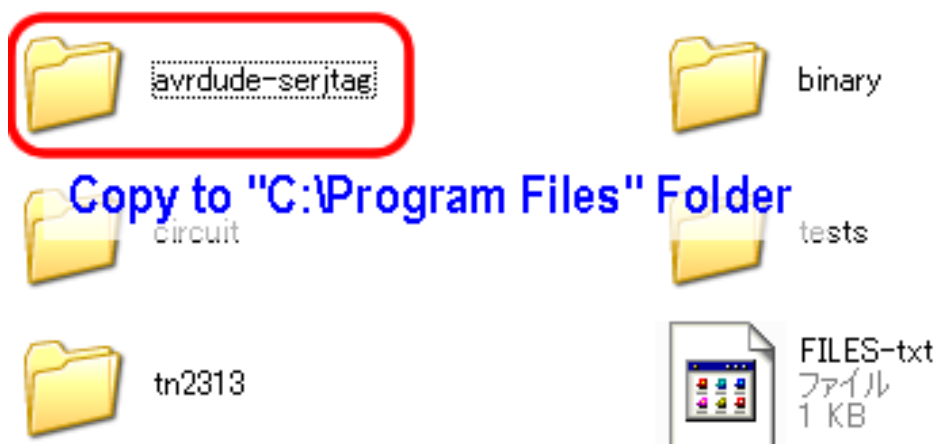 avrdude-serjtag
binary
Copy to "C:\Program Files" Folder
circuit
tests
tn2313
FILES-txt
ファイル
1 KB